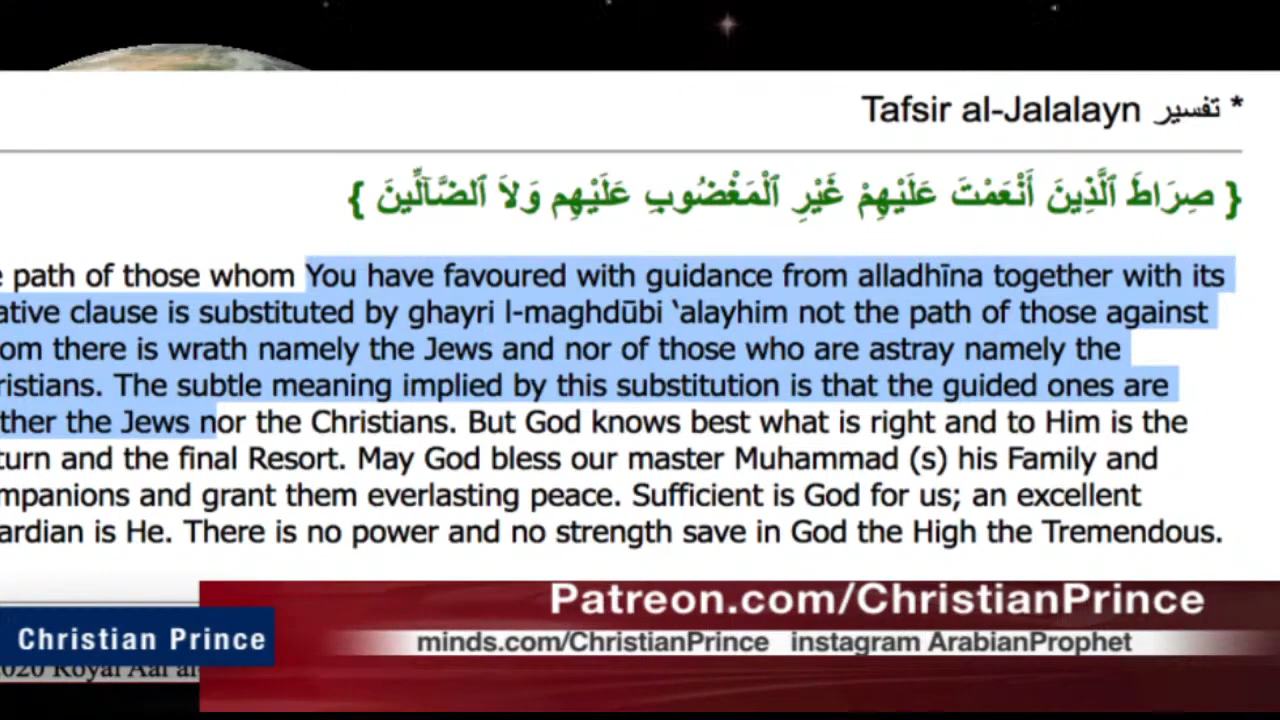 Tafsir al-Jalalayn تفسير *
{ صِرَاطَ ٱلَّذِينَ أَنْعَمْتَ عَلَيْهِمْ غَيْرِ ٱلْمَغْضُوبِ عَلَيْهِم وَلاَ ٱلضَّآلِّينَ }
path of those whom You have favoured with guidance from alladhīna together with its
clause is substituted by ghayri l-maghdūbi ‘alayhim not the path of those against
there is wrath namely the Jews and nor of those who are astray namely the
The subtle meaning implied by this substitution is that the guided ones are
the Jews nor the Christians. But God knows best what is right and to Him is the
and the final Resort. May God bless our master Muhammad (s) his Family and
and grant them everlasting peace. Sufficient is God for us; an excellent
is He. There is no power and no strength save in God the High the Tremendous.
Patreon.com/ChristianPrince
Christian Prince
minds.com/ChristianPrince instagram ArabianProphet
Royal Aal